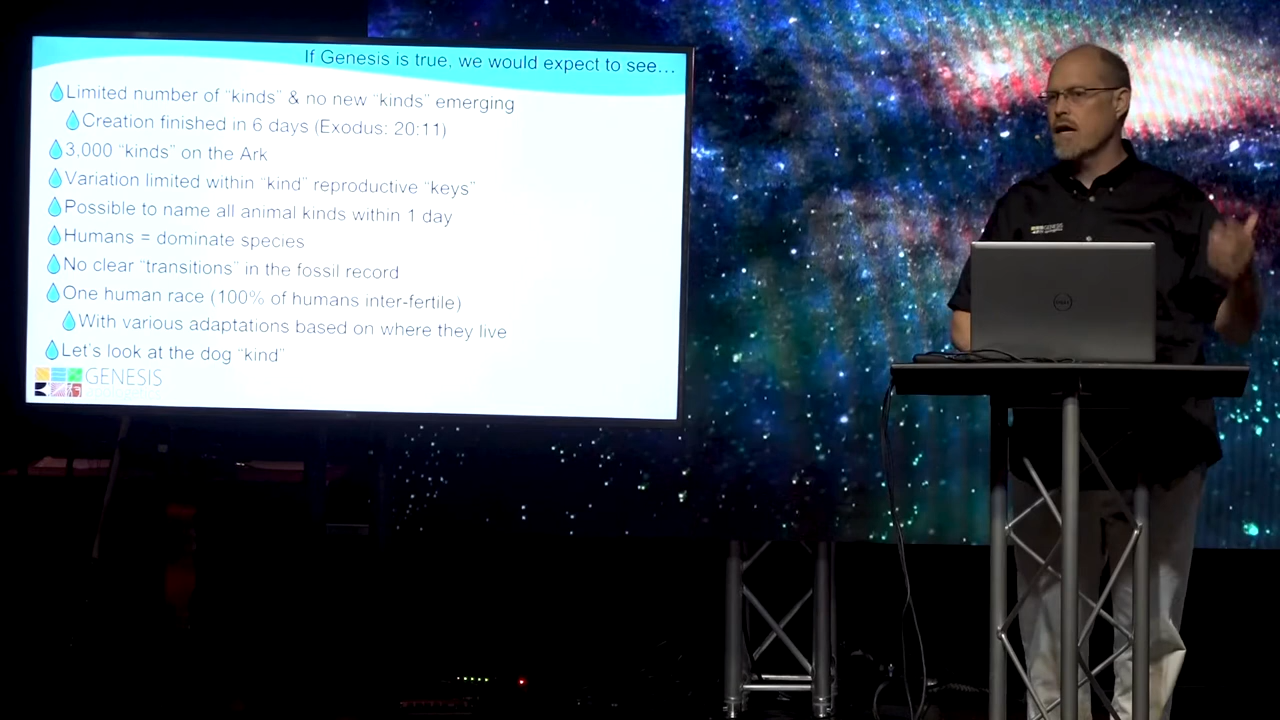 If Genesis is true, we would expect to see…
Limited number of “kinds” & no new “kinds” emerging
Creation finished in 6 days (Exodus: 20:11)
3,000 “kinds” on the Ark
Variation limited within “kind” reproductive “keys”
Possible to name all animal kinds within 1 day
Humans = dominate species
No clear “transitions” in the fossil record
One human race (100% of humans inter-fertile)
With various adaptations based on where they live
Let’s look at the dog “kind”
GENESIS
GENESIS
DELL